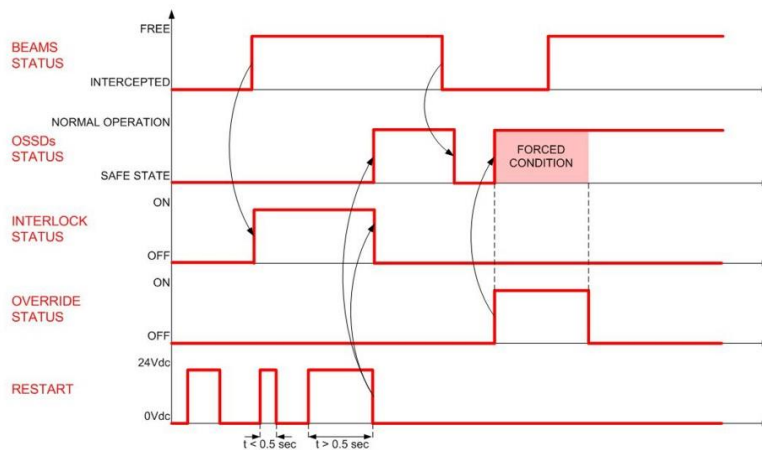 FREE
BEAMS
STATUS
INTERCEPTED
NORMAL OPERATION
OSSDs
STATUS
FORCED
CONDITION
SAFE STATE
ON
INTERLOCK
STATUS
OFF
ON
OVERRIDE
STATUS
OFF
24Vdc
RESTART
0Vdc
t < 0.5 sec
t > 0.5 sec